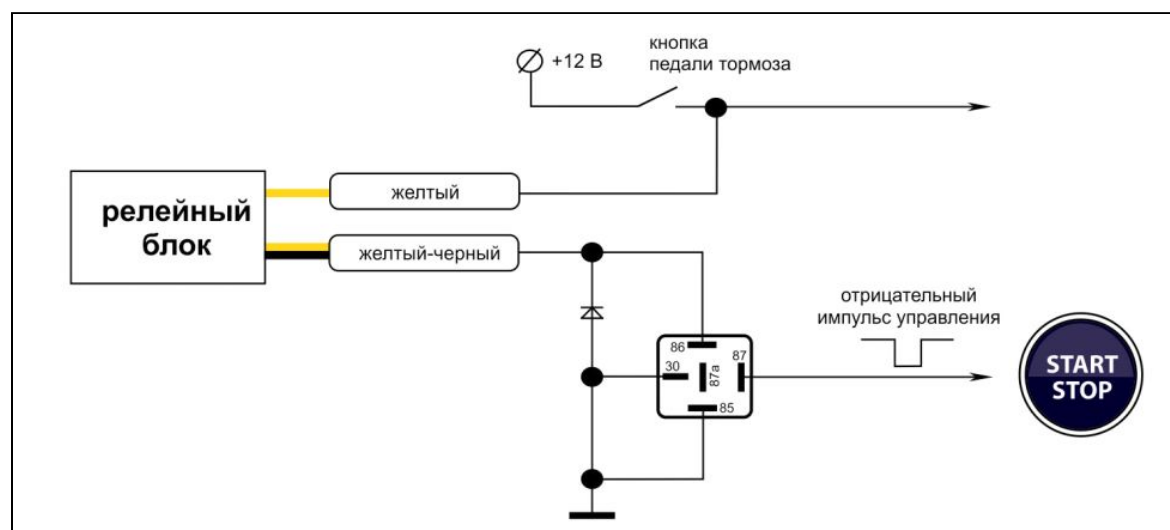 кнопка
+12 В
педали тормоза
желтый
релейный
блок
желтый-черный
отрицательный
импульс управления
86
87
30
87a
85
START
STOP